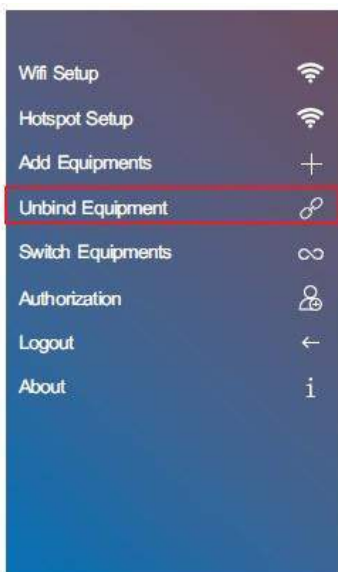 Wifi Setup
Hotspot Setup
Add Equipments
Unbind Equipment
Switch Equipments
Authorization
Logout
About